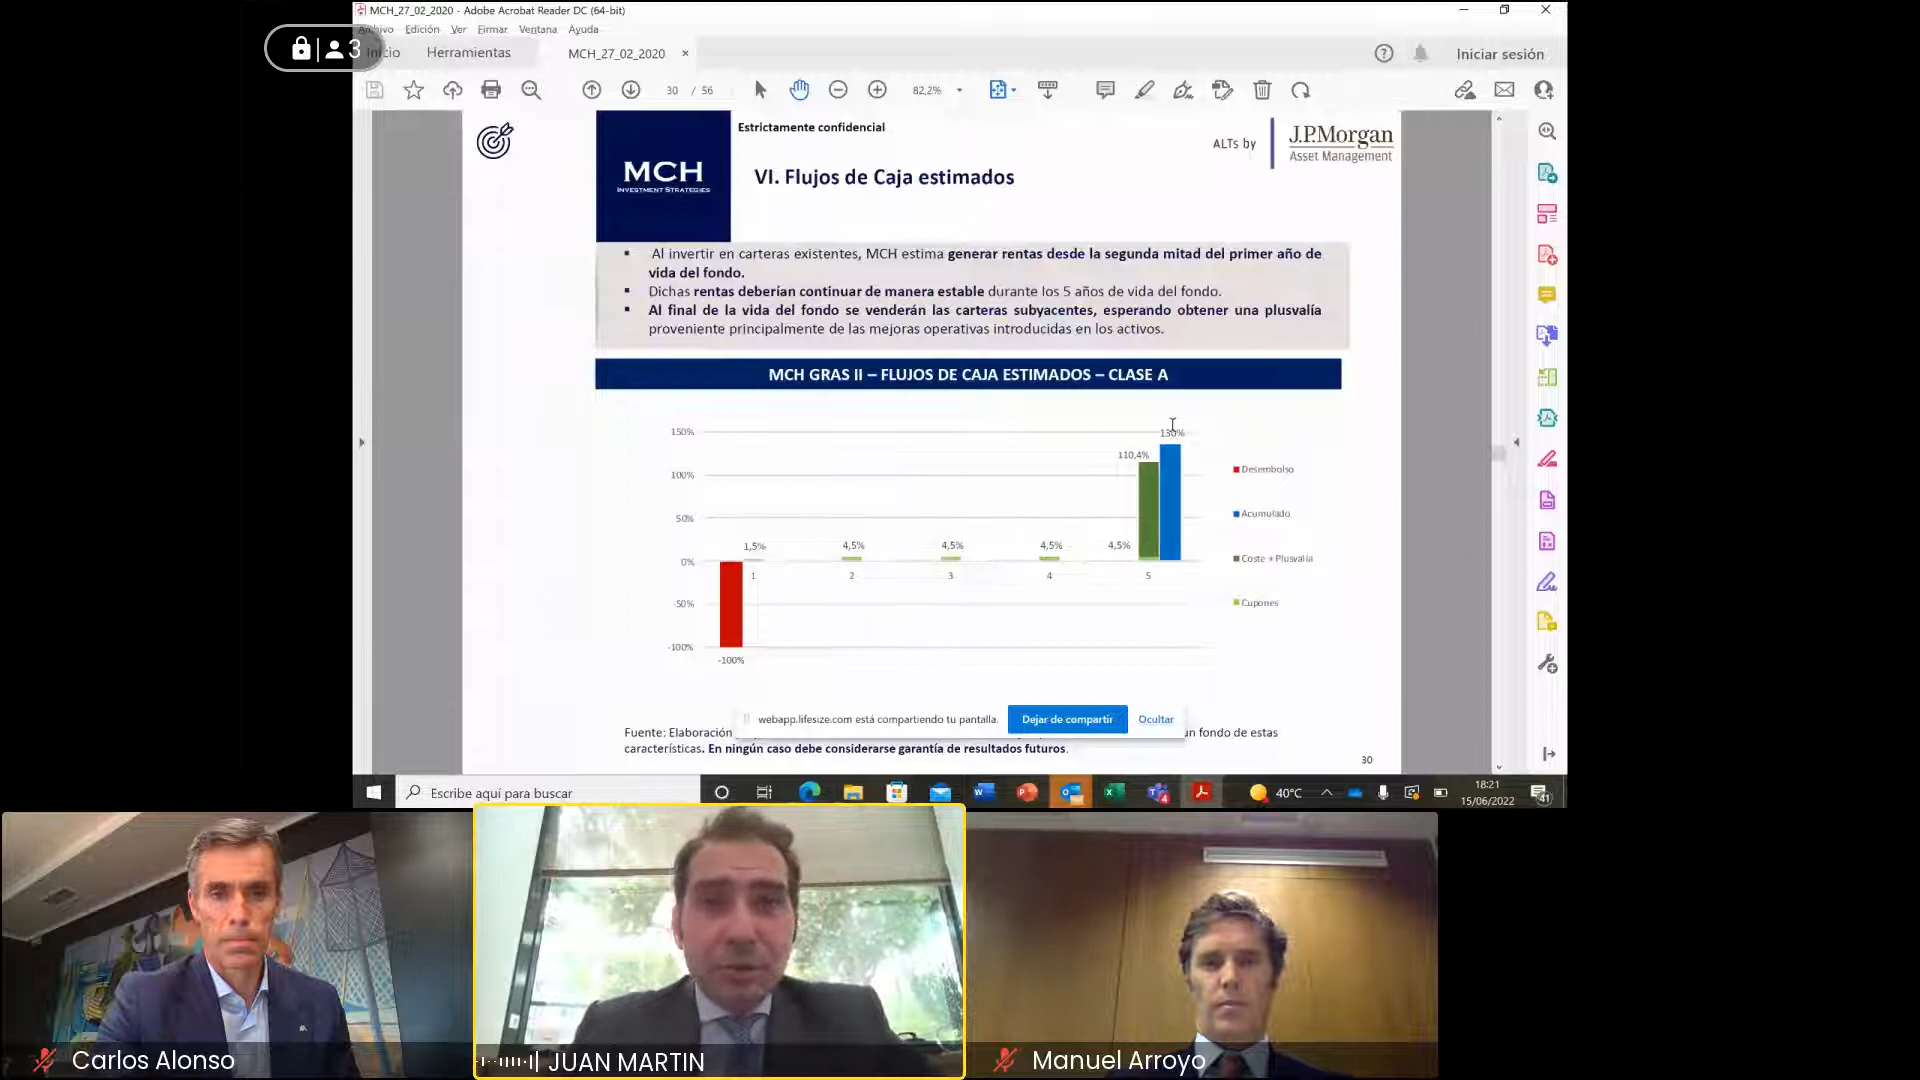 MCH_27_02_2020 - Adobe Acrobat Reader DC (64-bit)
Edición Ver Firmar Ventana Ayuda
3
Herramientas MCH_27_02_2020 × Iniciar sesión
30 / 56 82,2%
Estrictamente confidencial
MCH
INVESTMENT STRATEGIES
VI. Flujos de Caja estimados
ALTs by
J.P.Morgan
Asset Management
▪ Al invertir en carteras existentes, MCH estima generar rentas desde la segunda mitad del primer año de
vida del fondo.
▪ Dichas rentas deberían continuar de manera estable durante los 5 años de vida del fondo.
▪ Al final de la vida del fondo se venderán las carteras subyacentes, esperando obtener una plusvalía
proveniente principalmente de las mejoras operativas introducidas en los activos.
MCH GRAS II – FLUJOS DE CAJA ESTIMADOS – CLASE A
150%
100%
50%
0%
-50%
-100%
-100%
1,5%
4,5%
4,5%
4,5%
4,5%
110,4%
130%
1 2 3 4 5
Desembolso
Acumulado
Coste + Plusvalía
Cupones
webapp.lifesize.com está compartiendo tu pantalla. Dejar de compartir Ocultar
Fuente: Elaboración un fondo de estas
características. En ningún caso debe considerarse garantía de resultados futuros.
30
Escribe aquí para buscar
40°C
18:21
15/06/2022
41
Carlos Alonso
JUAN MARTIN
Manuel Arroyo